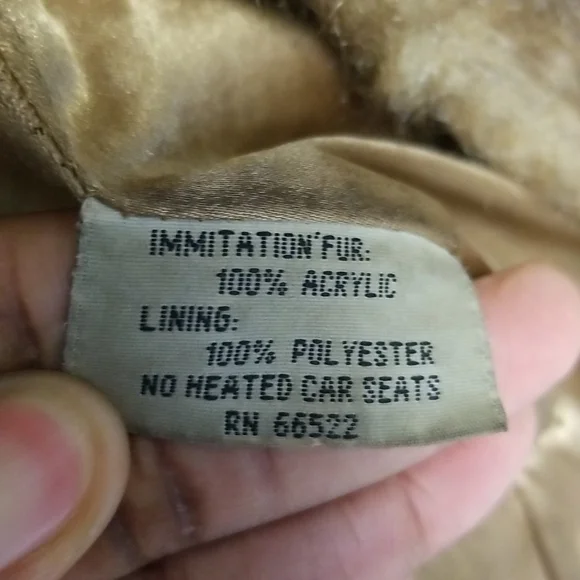 IMMITATION FUR:
100% ACRYLIC
LINING:
100% POLYESTER
NO HEATED CAR SEATS
RN 66522